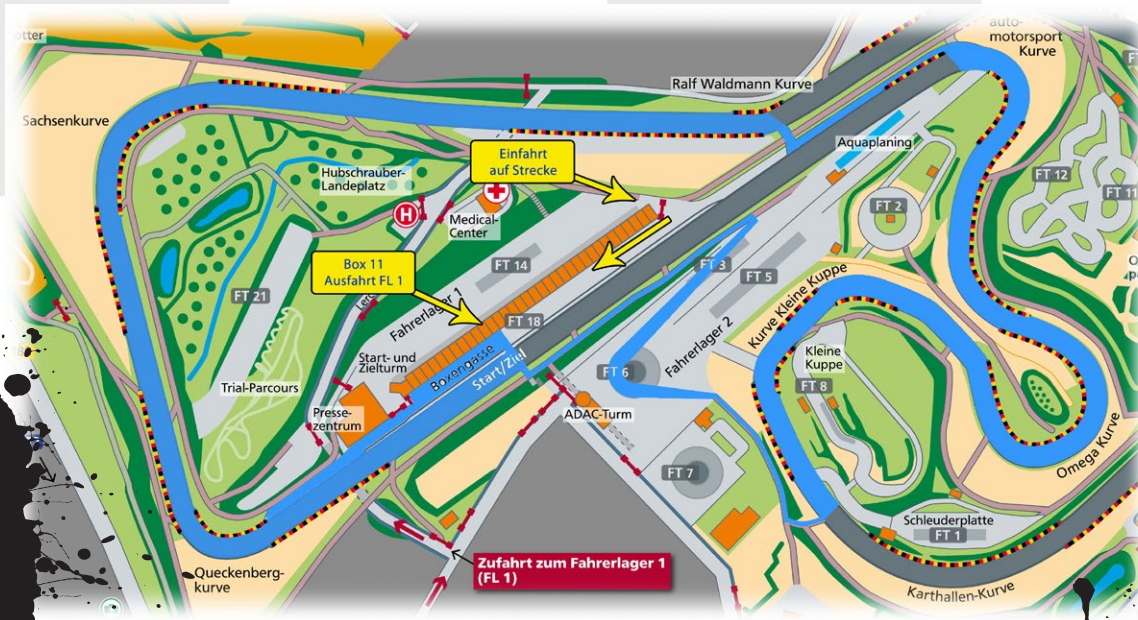 auto-
motorsport
Kurve
Ralf Waldmann Kurve
Sachsenkurve
Einfahrt
auf Strecke
Aquaplaning
Hubschrauber-
Landeplatz
H
Medical-
Center
FT 12
FT 11
FT 2
Box 11
Ausfahrt FL 1
FT 14
FT 3
FT 5
FT 21
Fahrerlager 1
FT 18
Kurve Kleine Kuppe
Start- und
Zielturm
Boxengasse
Start/Ziel
Fahrerlager 2
Kleine
Kuppe
FT 8
FT 6
Trial-Parcours
Presse-
zentrum
ADAC-Turm
FT 7
Omega Kurve
Schleuderplatte
FT 1
Queckenberg-
kurve
Zufahrt zum Fahrerlager 1
(FL 1)
Karthallen-Kurve